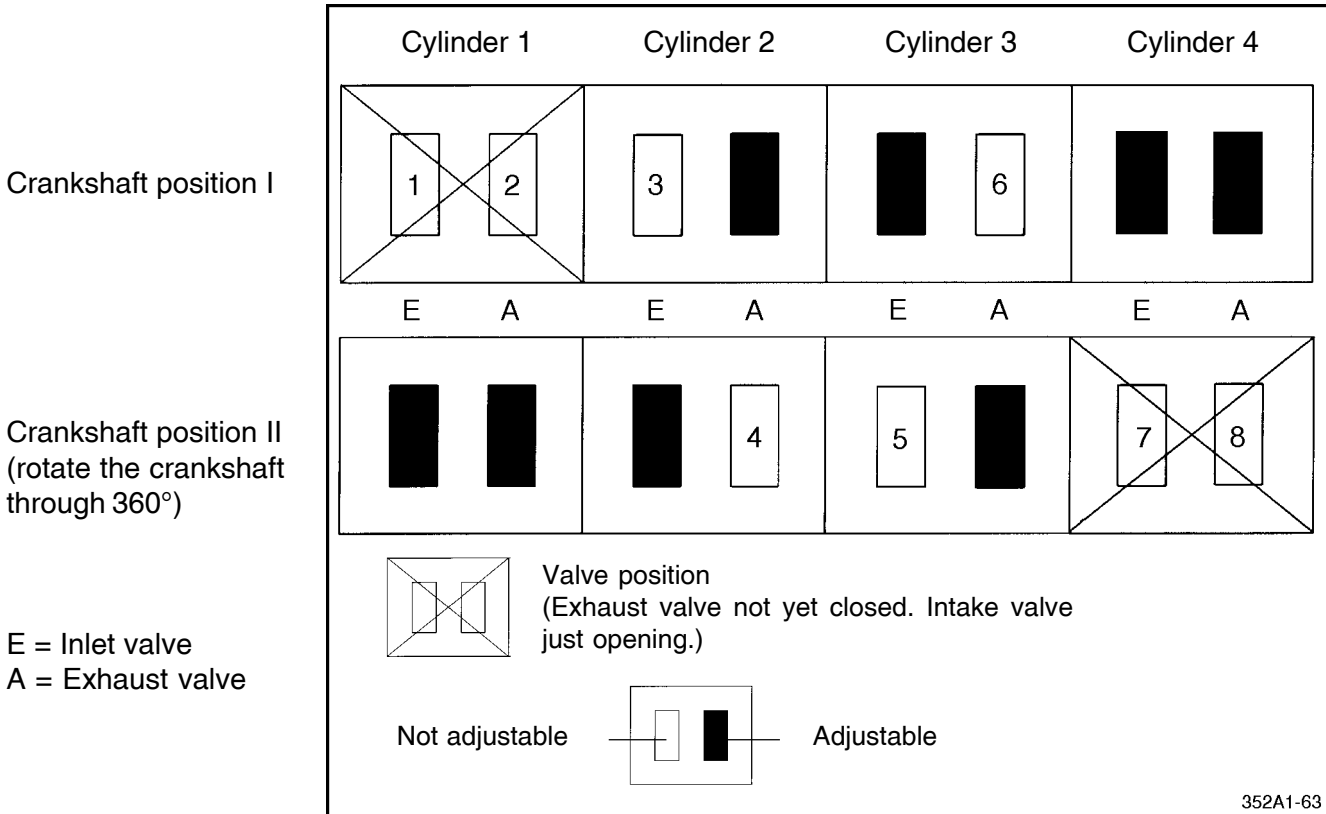 Cylinder 1 Cylinder 2 Cylinder 3 Cylinder 4
Crankshaft position I
1 2 3 6
E A E A E A E A
Crankshaft position II
(rotate the crankshaft
through 360°)
4 5 7 8
Valve position
(Exhaust valve not yet closed. Intake valve
just opening.)
E = Inlet valve
A = Exhaust valve
Not adjustable Adjustable
352A1-63